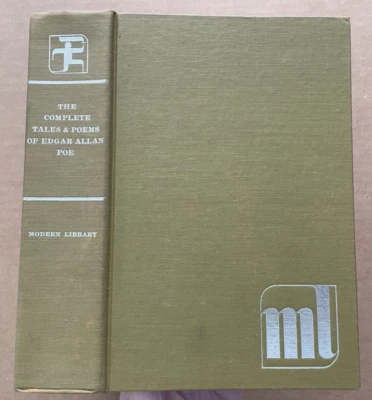 THE
COMPLETE
TALES & POEMS
OF EDGAR ALLAN
POE
MODERN LIBRARY
ml